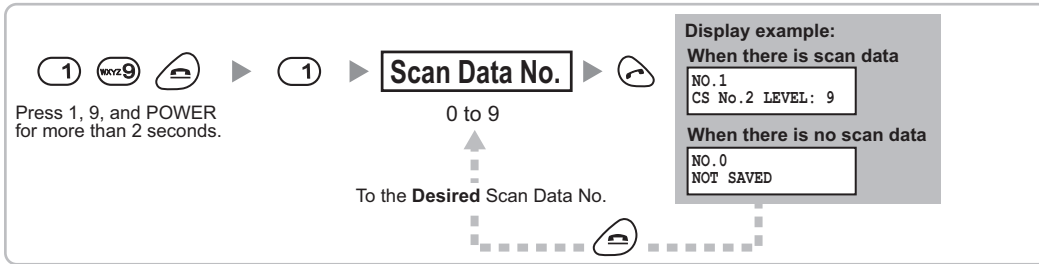 1) WXYZ9 1) Scan Data No.
Press 1, 9, and POWER
for more than 2 seconds.
0 to 9
To the Desired Scan Data No.
Display example:
When there is scan data
NO.1
CS No.2 LEVEL: 9
When there is no scan data
NO.0
NOT SAVED